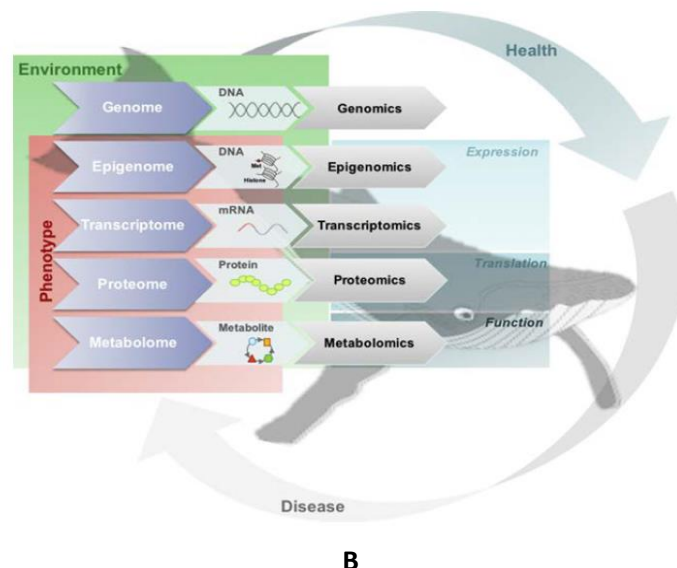 Health
Environment
DNA
Genome
Genomics
DNA
Expression
Epigenome
Met
Histone
Epigenomics
mRNA
Transcriptome
Transcriptomics
Phenotype
Protein
Translation
Proteome
Proteomics
Metabolite
Function
Metabolome
Metabolomics
Disease
B